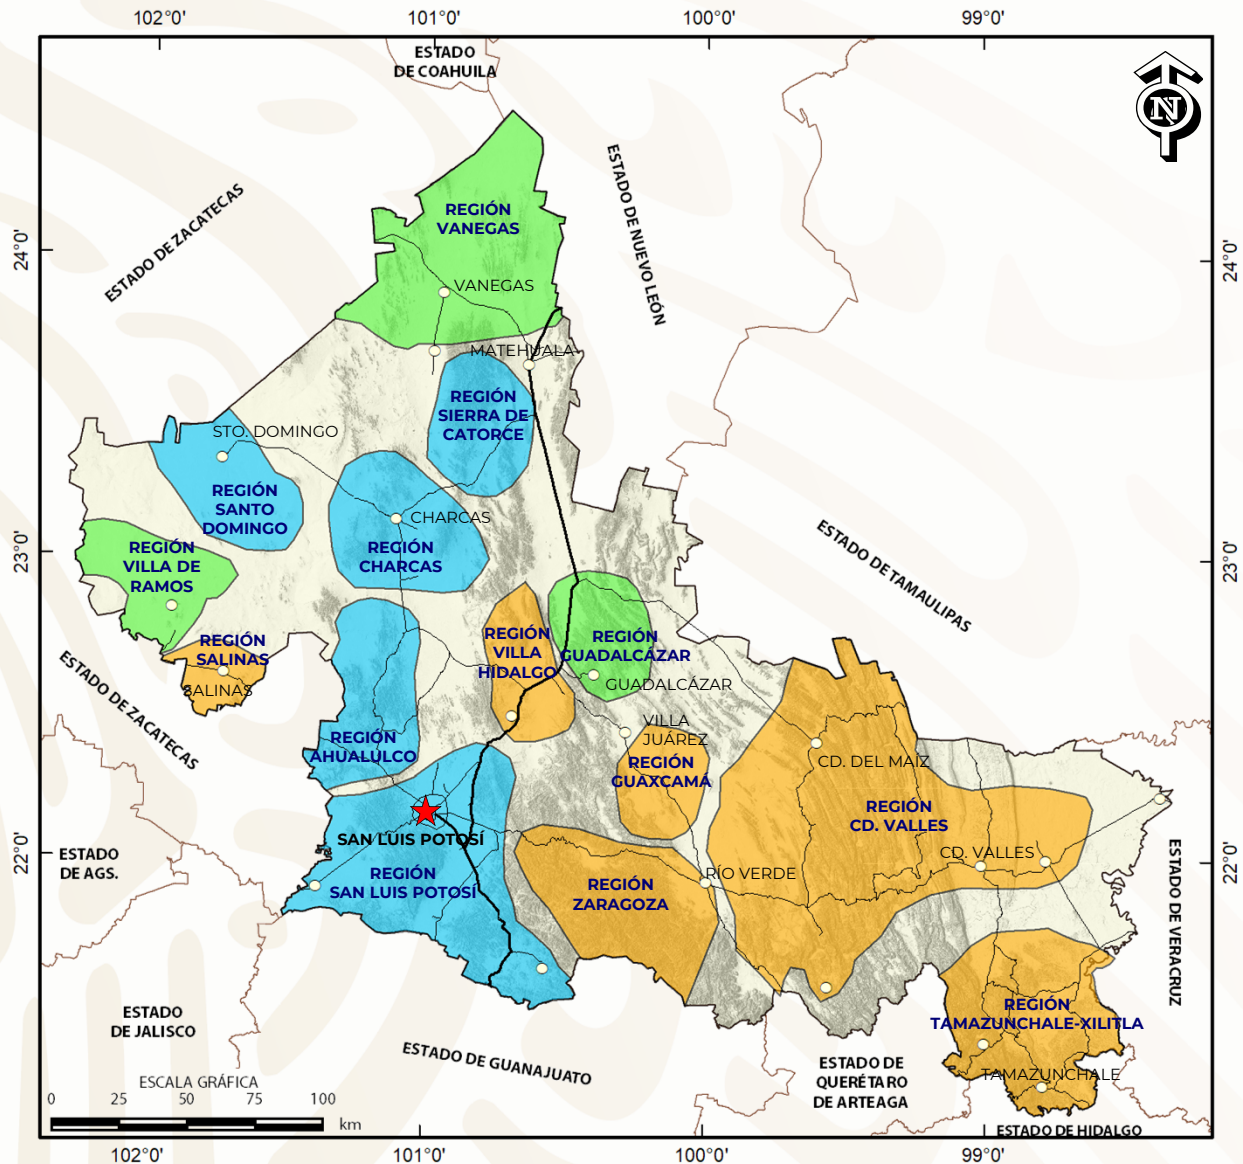 102°0'
101°0'
100°0'
99°0'
ESTADO
DE COAHUILA
N
ESTADO DE ZACATECAS
ESTADO DE NUEVO LEÓN
REGIÓN
VANEGAS
24°0'
24°0'
VANEGAS
MATEHUALA
REGIÓN
SIERRA DE
CATORCE
STO. DOMINGO
REGIÓN
SANTO
DOMINGO
CHARCAS
REGIÓN
CHARCAS
ESTADO DE TAMAULIPAS
23°0'
23°0'
REGIÓN
VILLA DE
RAMOS
REGIÓN
SALINAS
SALINAS
REGIÓN
VILLA
HIDALGO
REGIÓN
GUADALCÁZAR
GUADALCÁZAR
ESTADO DE ZACATECAS
REGIÓN
AHUALULCO
VILLA
JUÁREZ
REGIÓN
GUAXCAMÁ
CD. DEL MAÍZ
REGIÓN
CD. VALLES
SAN LUIS POTOSÍ
REGIÓN
SAN LUIS POTOSÍ
22°0'
22°0'
ESTADO
DE AGS.
CD. VALLES
RÍO VERDE
REGIÓN
ZARAGOZA
ESTADO DE VERACRUZ
REGIÓN
TAMAZUNCHALE-XILITLA
TAMAZUNCHALE
ESTADO
DE JALISCO
ESTADO DE GUANAJUATO
ESTADO DE
QUERÉTARO
DE ARTEAGA
ESTADO DE HIDALGO
ESCALA GRÁFICA
0 25 50 75 100
km
102°0'
101°0'
100°0'
99°0'